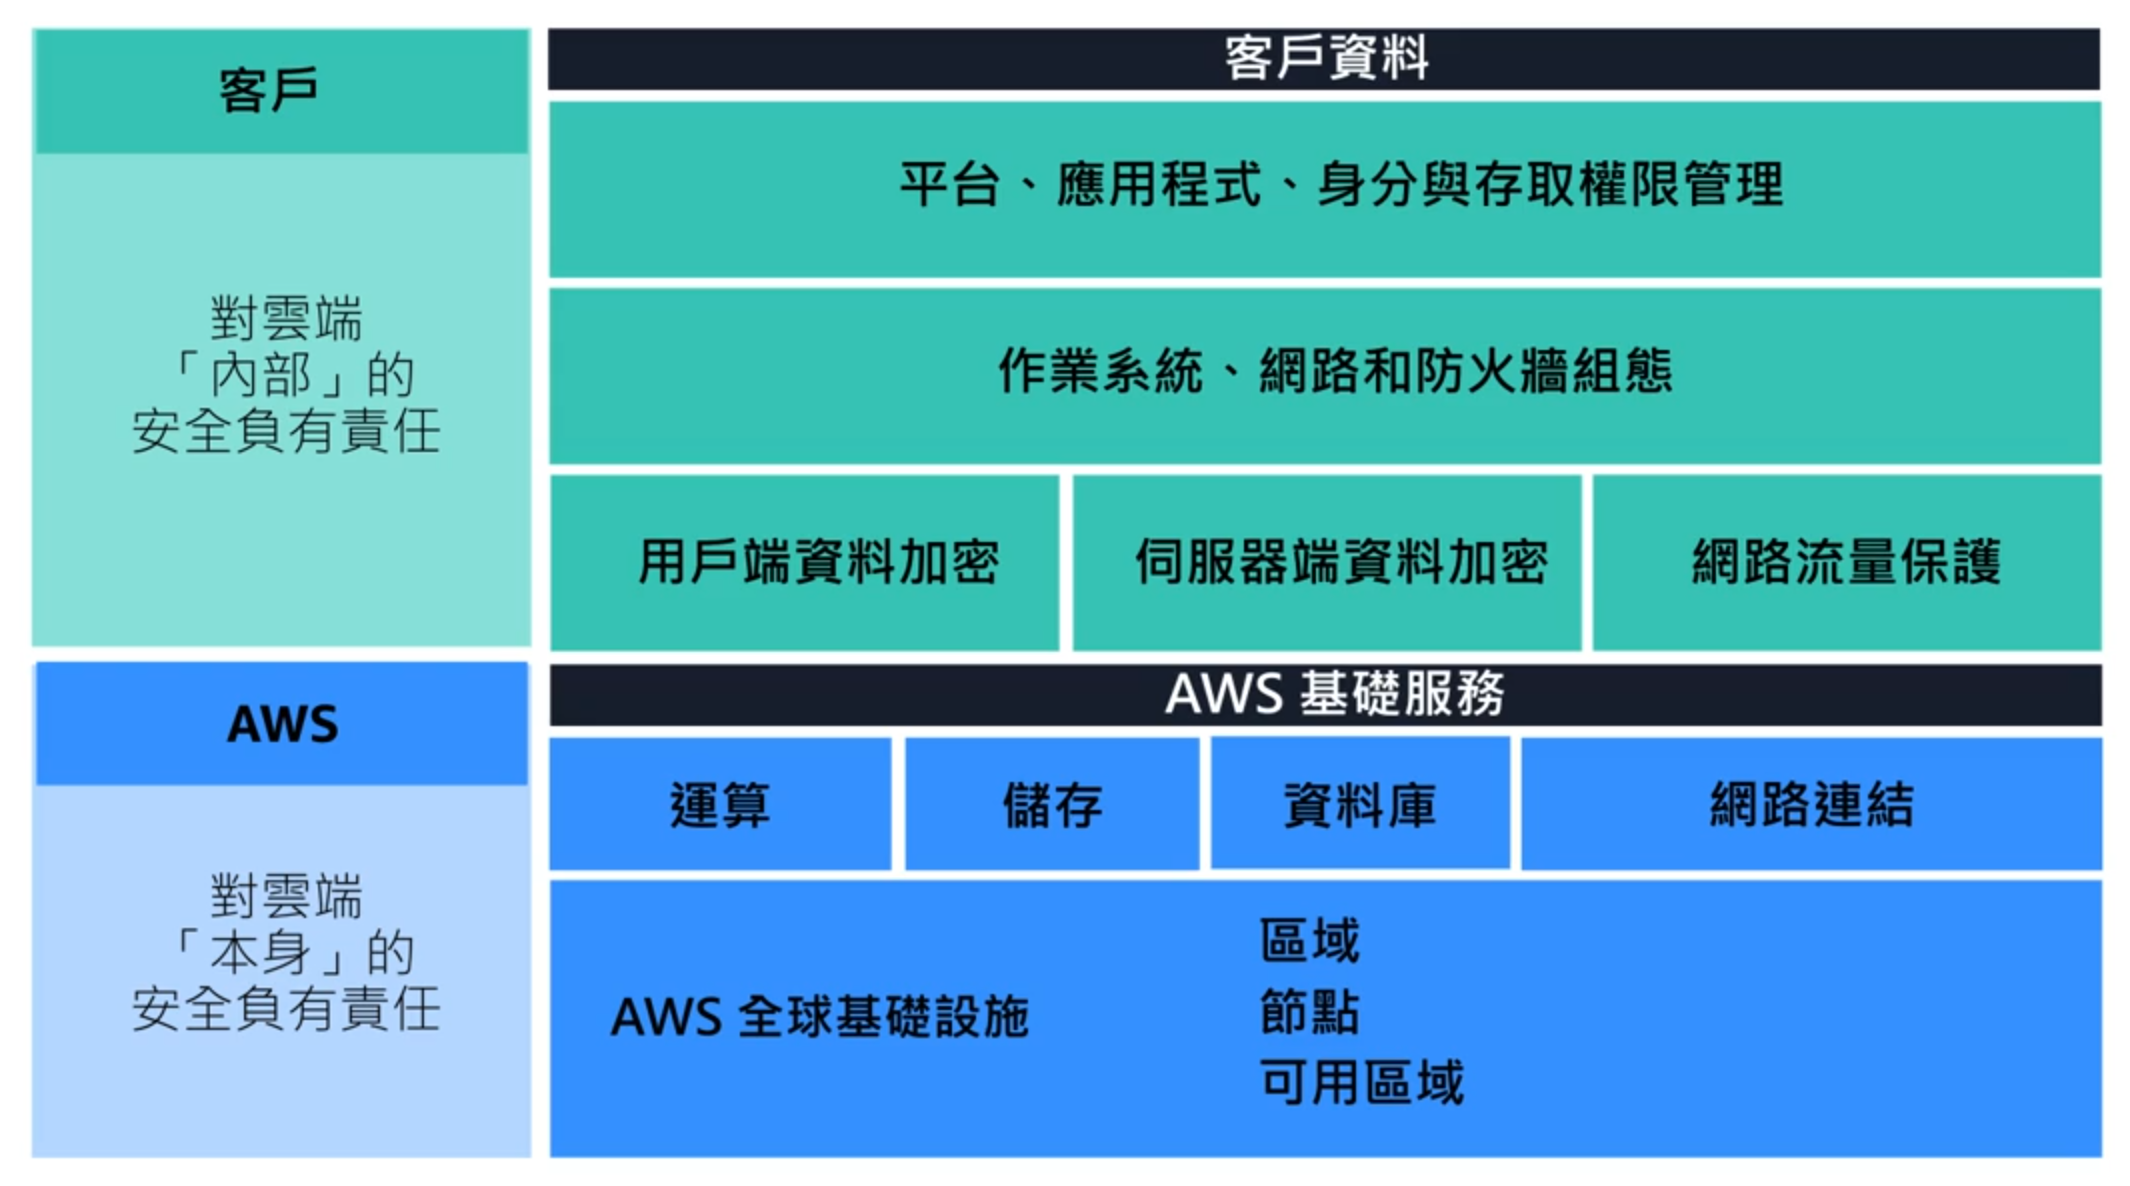 客戶
對雲端
「內部」的
安全負有責任
客戶資料
平台、應用程式、身分與存取權限管理
作業系統、網路和防火牆組態
用戶端資料加密
伺服器端資料加密
網路流量保護
AWS
對雲端
「本身」的
安全負有責任
AWS 基礎服務
運算
儲存
資料庫
網路連結
AWS 全球基礎設施
區域
節點
可用區域